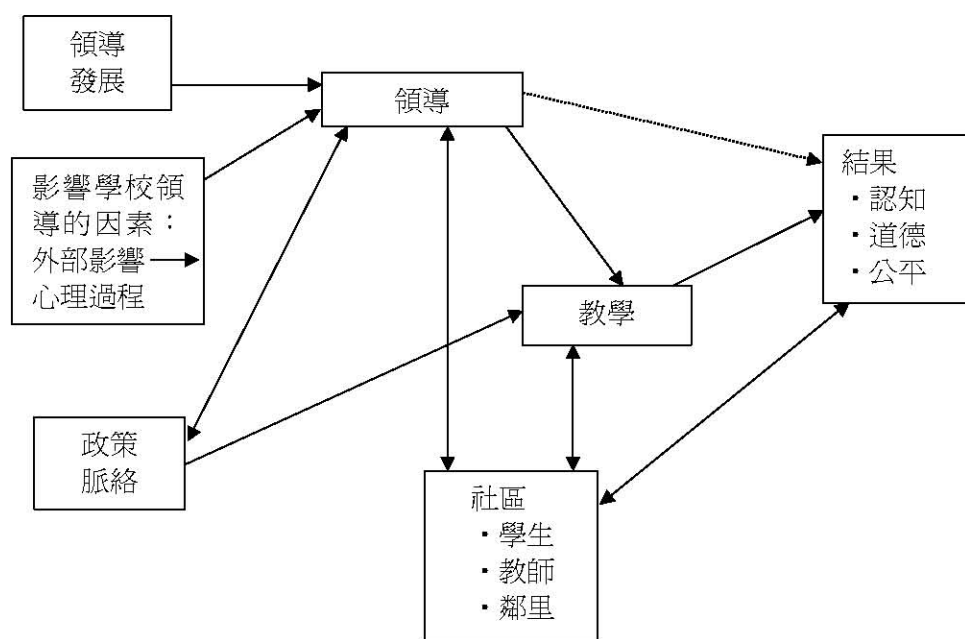 領導
發展
領導
影響學校領
導的因素：
外部影響
心理過程
結果
・認知
・道德
・公平
教學
政策
脈絡
社區
・學生
・教師
・鄰里